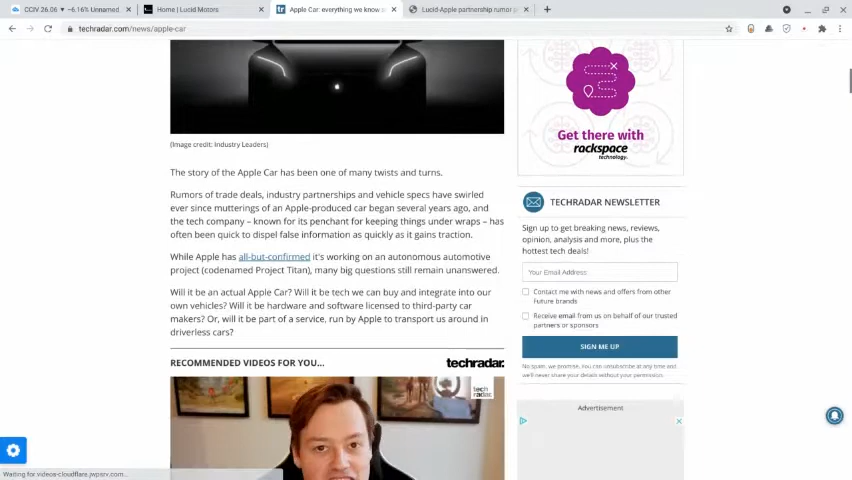 CCIV 26.06 ▼ −6.16% Unnamed
Home | Lucid Motors
Apple Car: everything we know o
Lucid-Apple partnership rumor p
techradar.com/news/apple-car
(Image credit: Industry Leaders)
The story of the Apple Car has been one of many twists and turns.
Rumors of trade deals, industry partnerships and vehicle specs have swirled
ever since mutterings of an Apple-produced car began several years ago, and
the tech company – known for its penchant for keeping things under wraps – has
often been quick to dispel false information as quickly as it gains traction.
While Apple has all-but-confirmed it's working on an autonomous automotive
project (codenamed Project Titan), many big questions still remain unanswered.
Will it be an actual Apple Car? Will it be tech we can buy and integrate into our
own vehicles? Will it be hardware and software licensed to third-party car
makers? Or, will it be part of a service, run by Apple to transport us around in
driverless cars?
RECOMMENDED VIDEOS FOR YOU...
techradar.
tech
radar
Get there with
rackspace
technology.
TECHRADAR NEWSLETTER
Sign up to get breaking news, reviews,
opinion, analysis and more, plus the
hottest tech deals!
Your Email Address
Contact me with news and offers from other
Future brands
Receive email from us on behalf of our trusted
partners or sponsors
SIGN ME UP
No spam, we promise. You can unsubscribe at any time and
we'll never share your details without your permission.
Advertisement
Waiting for videos-cloudflare.jwpsrv.com...